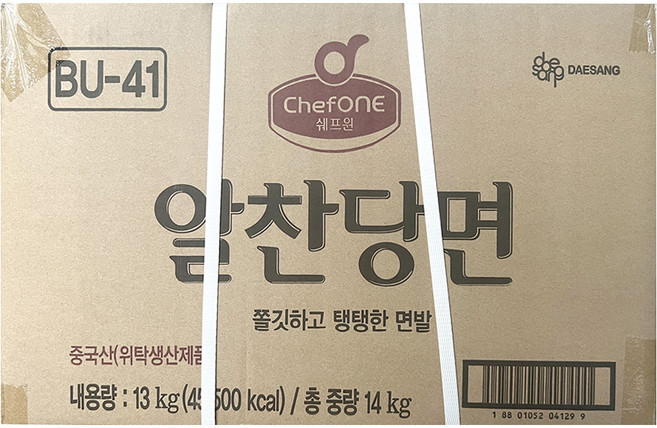 BU-41
ChefONE
쉐프원
daesang DAESANG
알찬당면
쫄깃하고 탱탱한 면발
중국산(위탁생산제품
내용량 : 13 kg (45,500 kcal) / 총 중량 14 kg
1 88 01052 04129 9